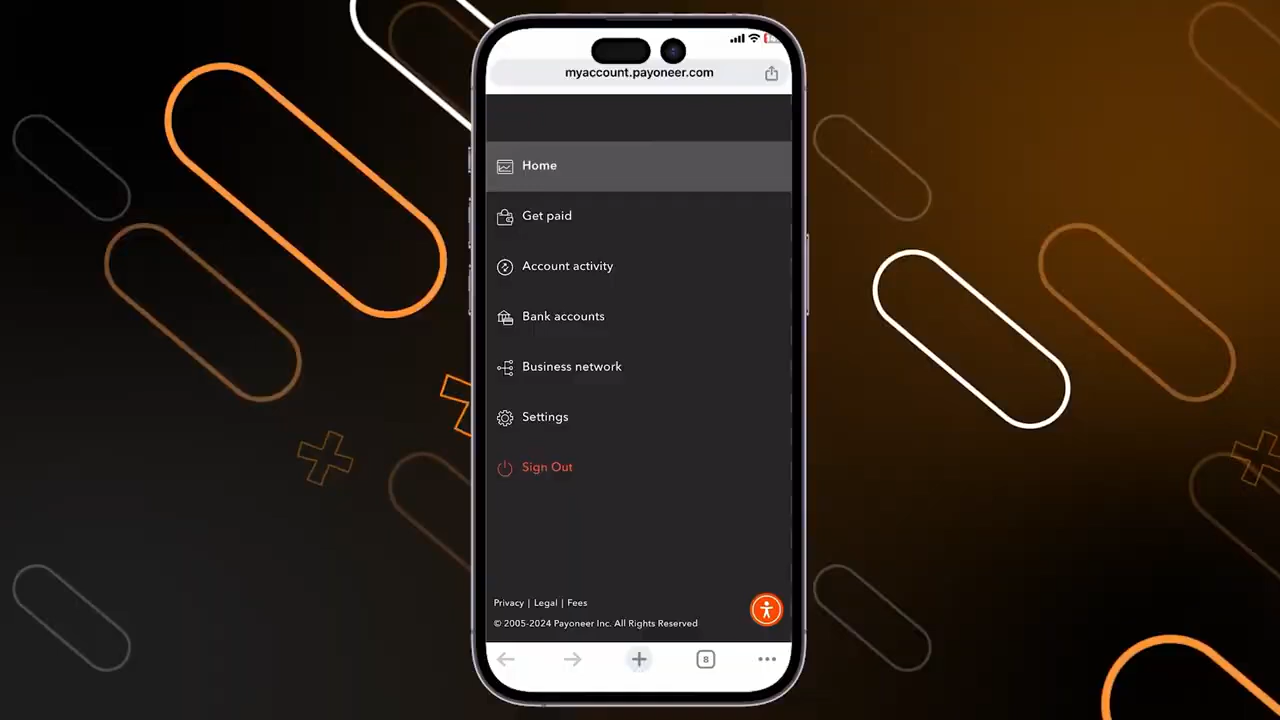 myaccount.payoneer.com
Home
Get paid
Account activity
Bank accounts
Business network
Settings
Sign Out
Privacy | Legal | Fees
© 2005-2024 Payoneer Inc. All Rights Reserved
8